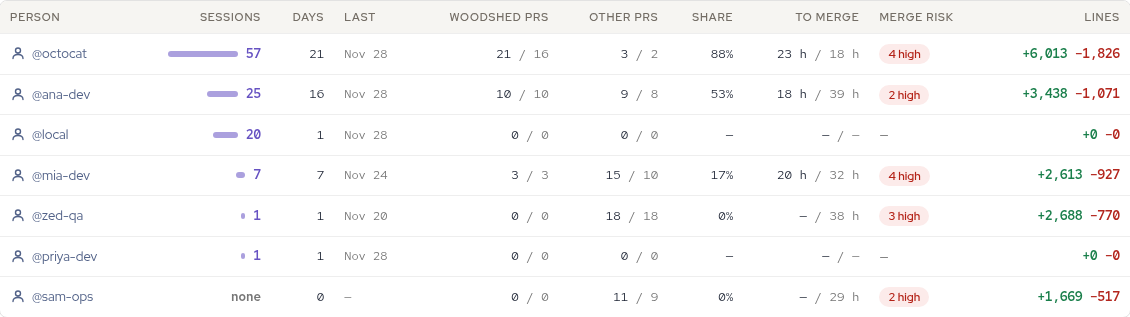 PERSON SESSIONS DAYS LAST WOODSHED PRS OTHER PRS SHARE TO MERGE MERGE RISK LINES
@octocat 57 21 Nov 28 21 / 16 3 / 2 88% 23 h / 18 h 4 high +6,013 −1,826
@ana-dev 25 16 Nov 28 10 / 10 9 / 8 53% 18 h / 39 h 2 high +3,438 −1,071
@local 20 1 Nov 28 0 / 0 0 / 0 — — / — — +0 −0
@mia-dev 7 7 Nov 24 3 / 3 15 / 10 17% 20 h / 32 h 4 high +2,613 −927
@zed-qa 1 1 Nov 20 0 / 0 18 / 18 0% — / 38 h 3 high +2,688 −770
@priya-dev 1 1 Nov 28 0 / 0 0 / 0 — — / — — +0 −0
@sam-ops none 0 — 0 / 0 11 / 9 0% — / 29 h 2 high +1,669 −517